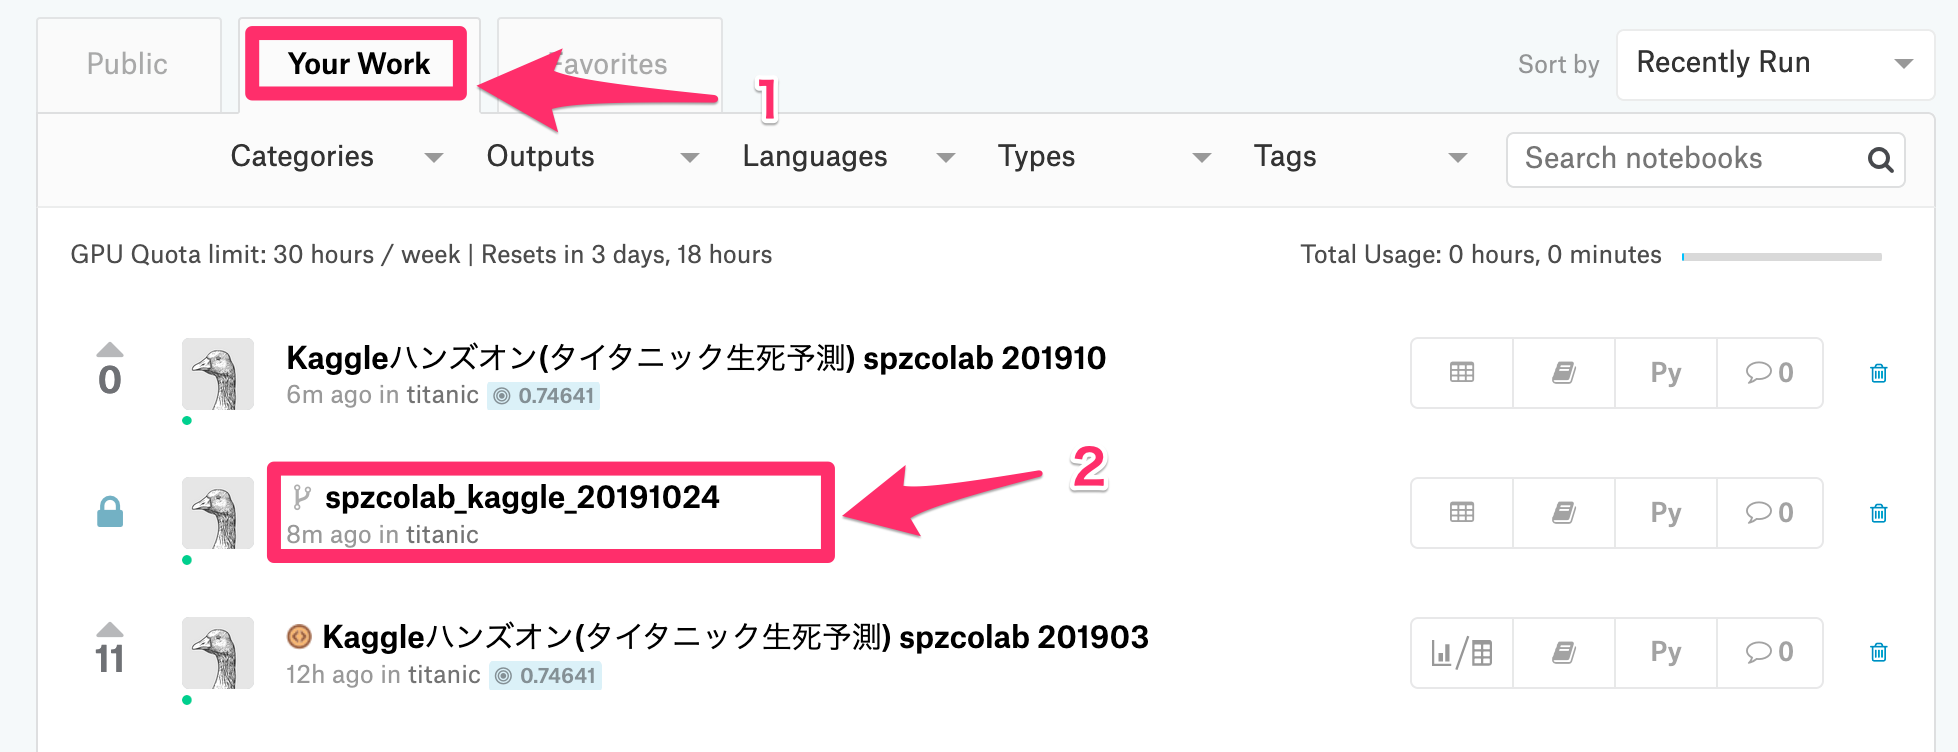 Public
Your Work
Favorites
1
Sort by
Recently Run
Categories
Outputs
Languages
Types
Tags
Search notebooks
GPU Quota limit: 30 hours / week | Resets in 3 days, 18 hours
Total Usage: 0 hours, 0 minutes
0
Kaggleハンズオン(タイタニック生死予測) spzcolab 201910
6m ago in titanic 0.74641
Py
0
2
spzcolab_kaggle_20191024
8m ago in titanic
Py
0
11
Kaggleハンズオン(タイタニック生死予測) spzcolab 201903
12h ago in titanic 0.74641
Py
0